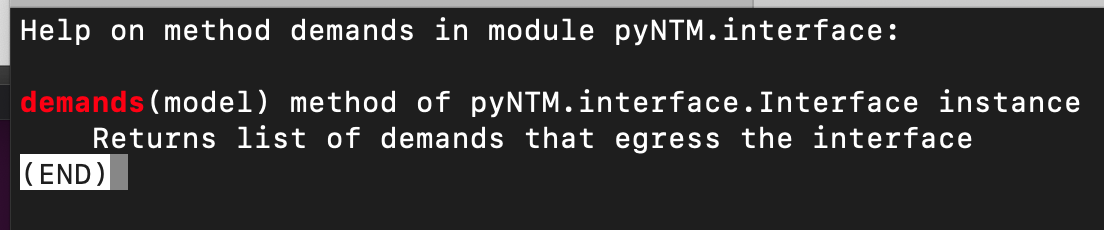 Help on method demands in module pyNTM.interface:
demands(model) method of pyNTM.interface.Interface instance
Returns list of demands that egress the interface
(END)